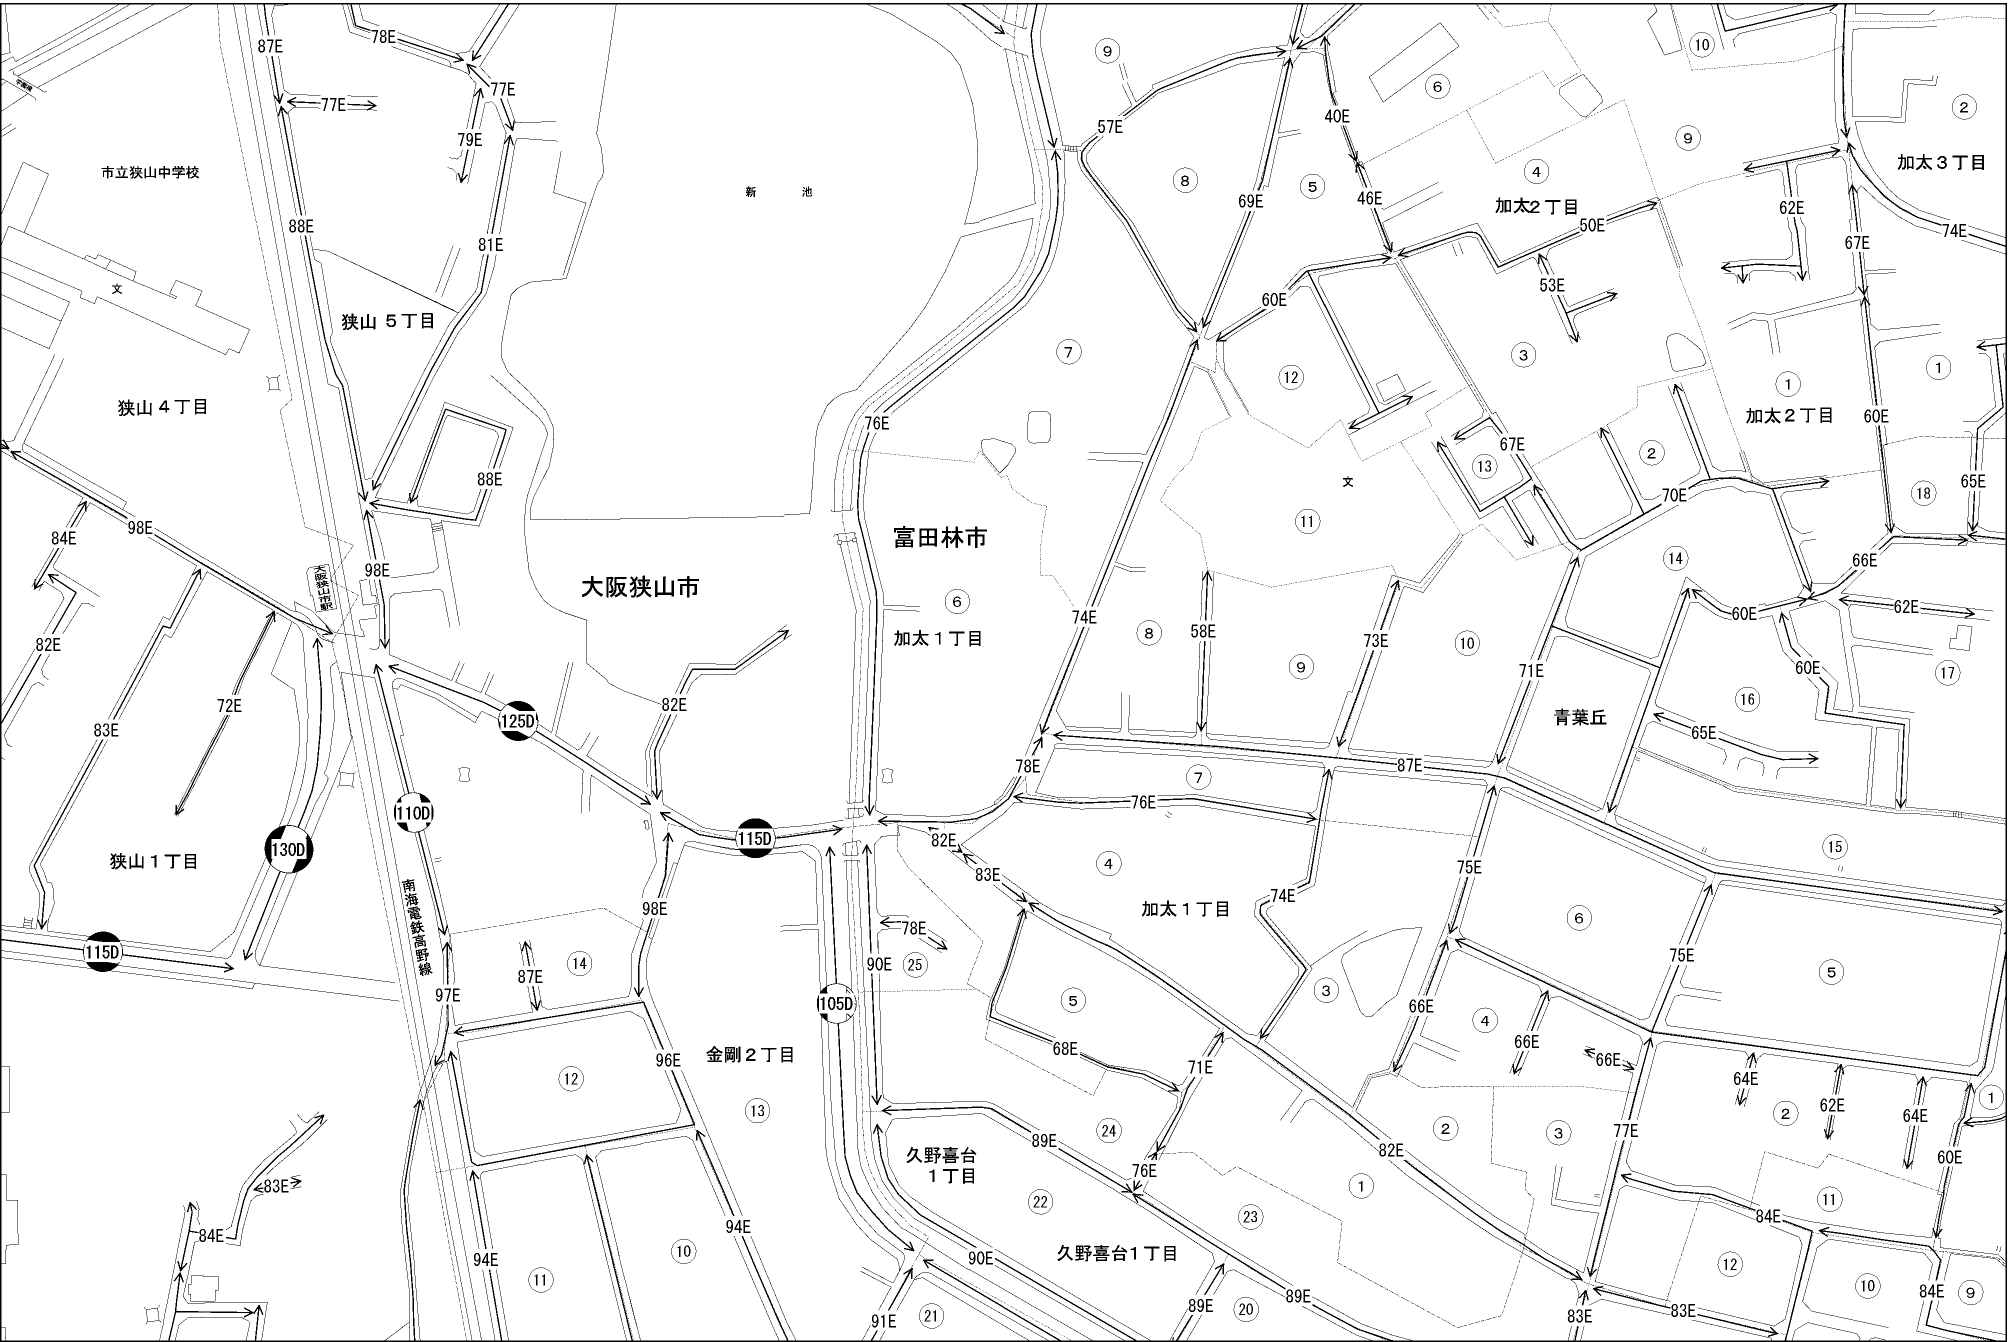 87E
78E
77E
77E
79E
88E
81E
市立狭山中学校
文
狭山５丁目
狭山４丁目
88E
98E
84E
98E
大阪狭山市駅
82E
83E
72E
新 池
大阪狭山市
125D
82E
110D
130D
115D
115D
狭山１丁目
南海電鉄高野線
98E
97E
87E
⑭
96E
⑫
金剛２丁目
⑬
105D
90E
78E
㉕
83E
84E
94E
94E
⑪
⑩
91E
㉑
90E
⑨
57E
⑧
69E
⑤
40E
⑥
46E
④
加太２丁目
50E
53E
⑨
⑩
②
加太３丁目
62E
67E
74E
60E
⑦
⑫
③
①
加太２丁目
60E
①
76E
富田林市
⑥
加太１丁目
文
⑪
67E
⑬
②
70E
⑱
65E
⑭
66E
74E
⑧
58E
⑨
73E
⑩
71E
60E
62E
60E
⑰
⑯
青葉丘
65E
78E
⑦
76E
87E
82E
83E
④
加太１丁目
74E
75E
⑥
⑮
75E
⑤
⑤
68E
71E
③
66E
④
66E
66E
64E
62E
②
64E
①
60E
77E
③
②
82E
①
89E
㉔
76E
久野喜台
１丁目
㉒
㉓
久野喜台１丁目
89E
89E
⑳
84E
⑪
⑫
⑩
84E
⑨
83E
83E